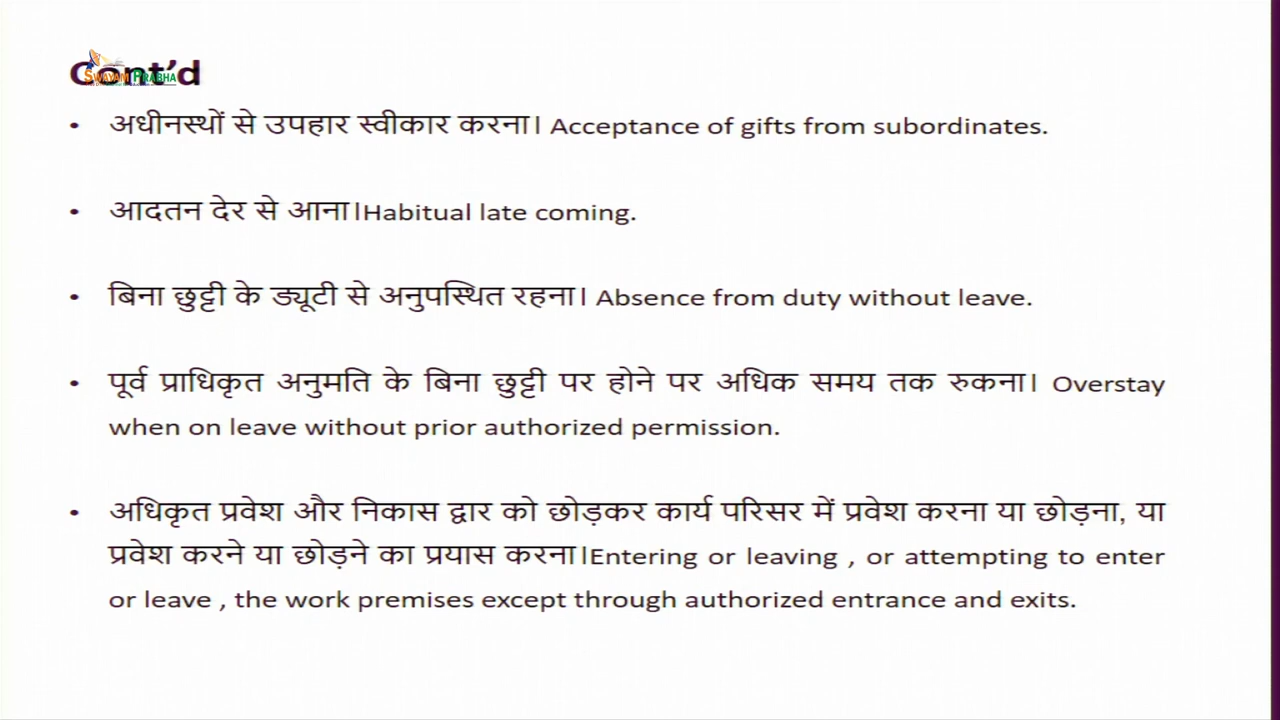 Cont'd
SWAYAM PRABHA
• अधीनस्थों से उपहार स्वीकार करना। Acceptance of gifts from subordinates.
• आदतन देर से आना।Habitual late coming.
• बिना छुट्टी के ड्यूटी से अनुपस्थित रहना। Absence from duty without leave.
• पूर्व प्राधिकृत अनुमति के बिना छुट्टी पर होने पर अधिक समय तक रुकना। Overstay
when on leave without prior authorized permission.
• अधिकृत प्रवेश और निकास द्वार को छोड़कर कार्य परिसर में प्रवेश करना या छोड़ना, या
प्रवेश करने या छोड़ने का प्रयास करना।Entering or leaving , or attempting to enter
or leave , the work premises except through authorized entrance and exits.